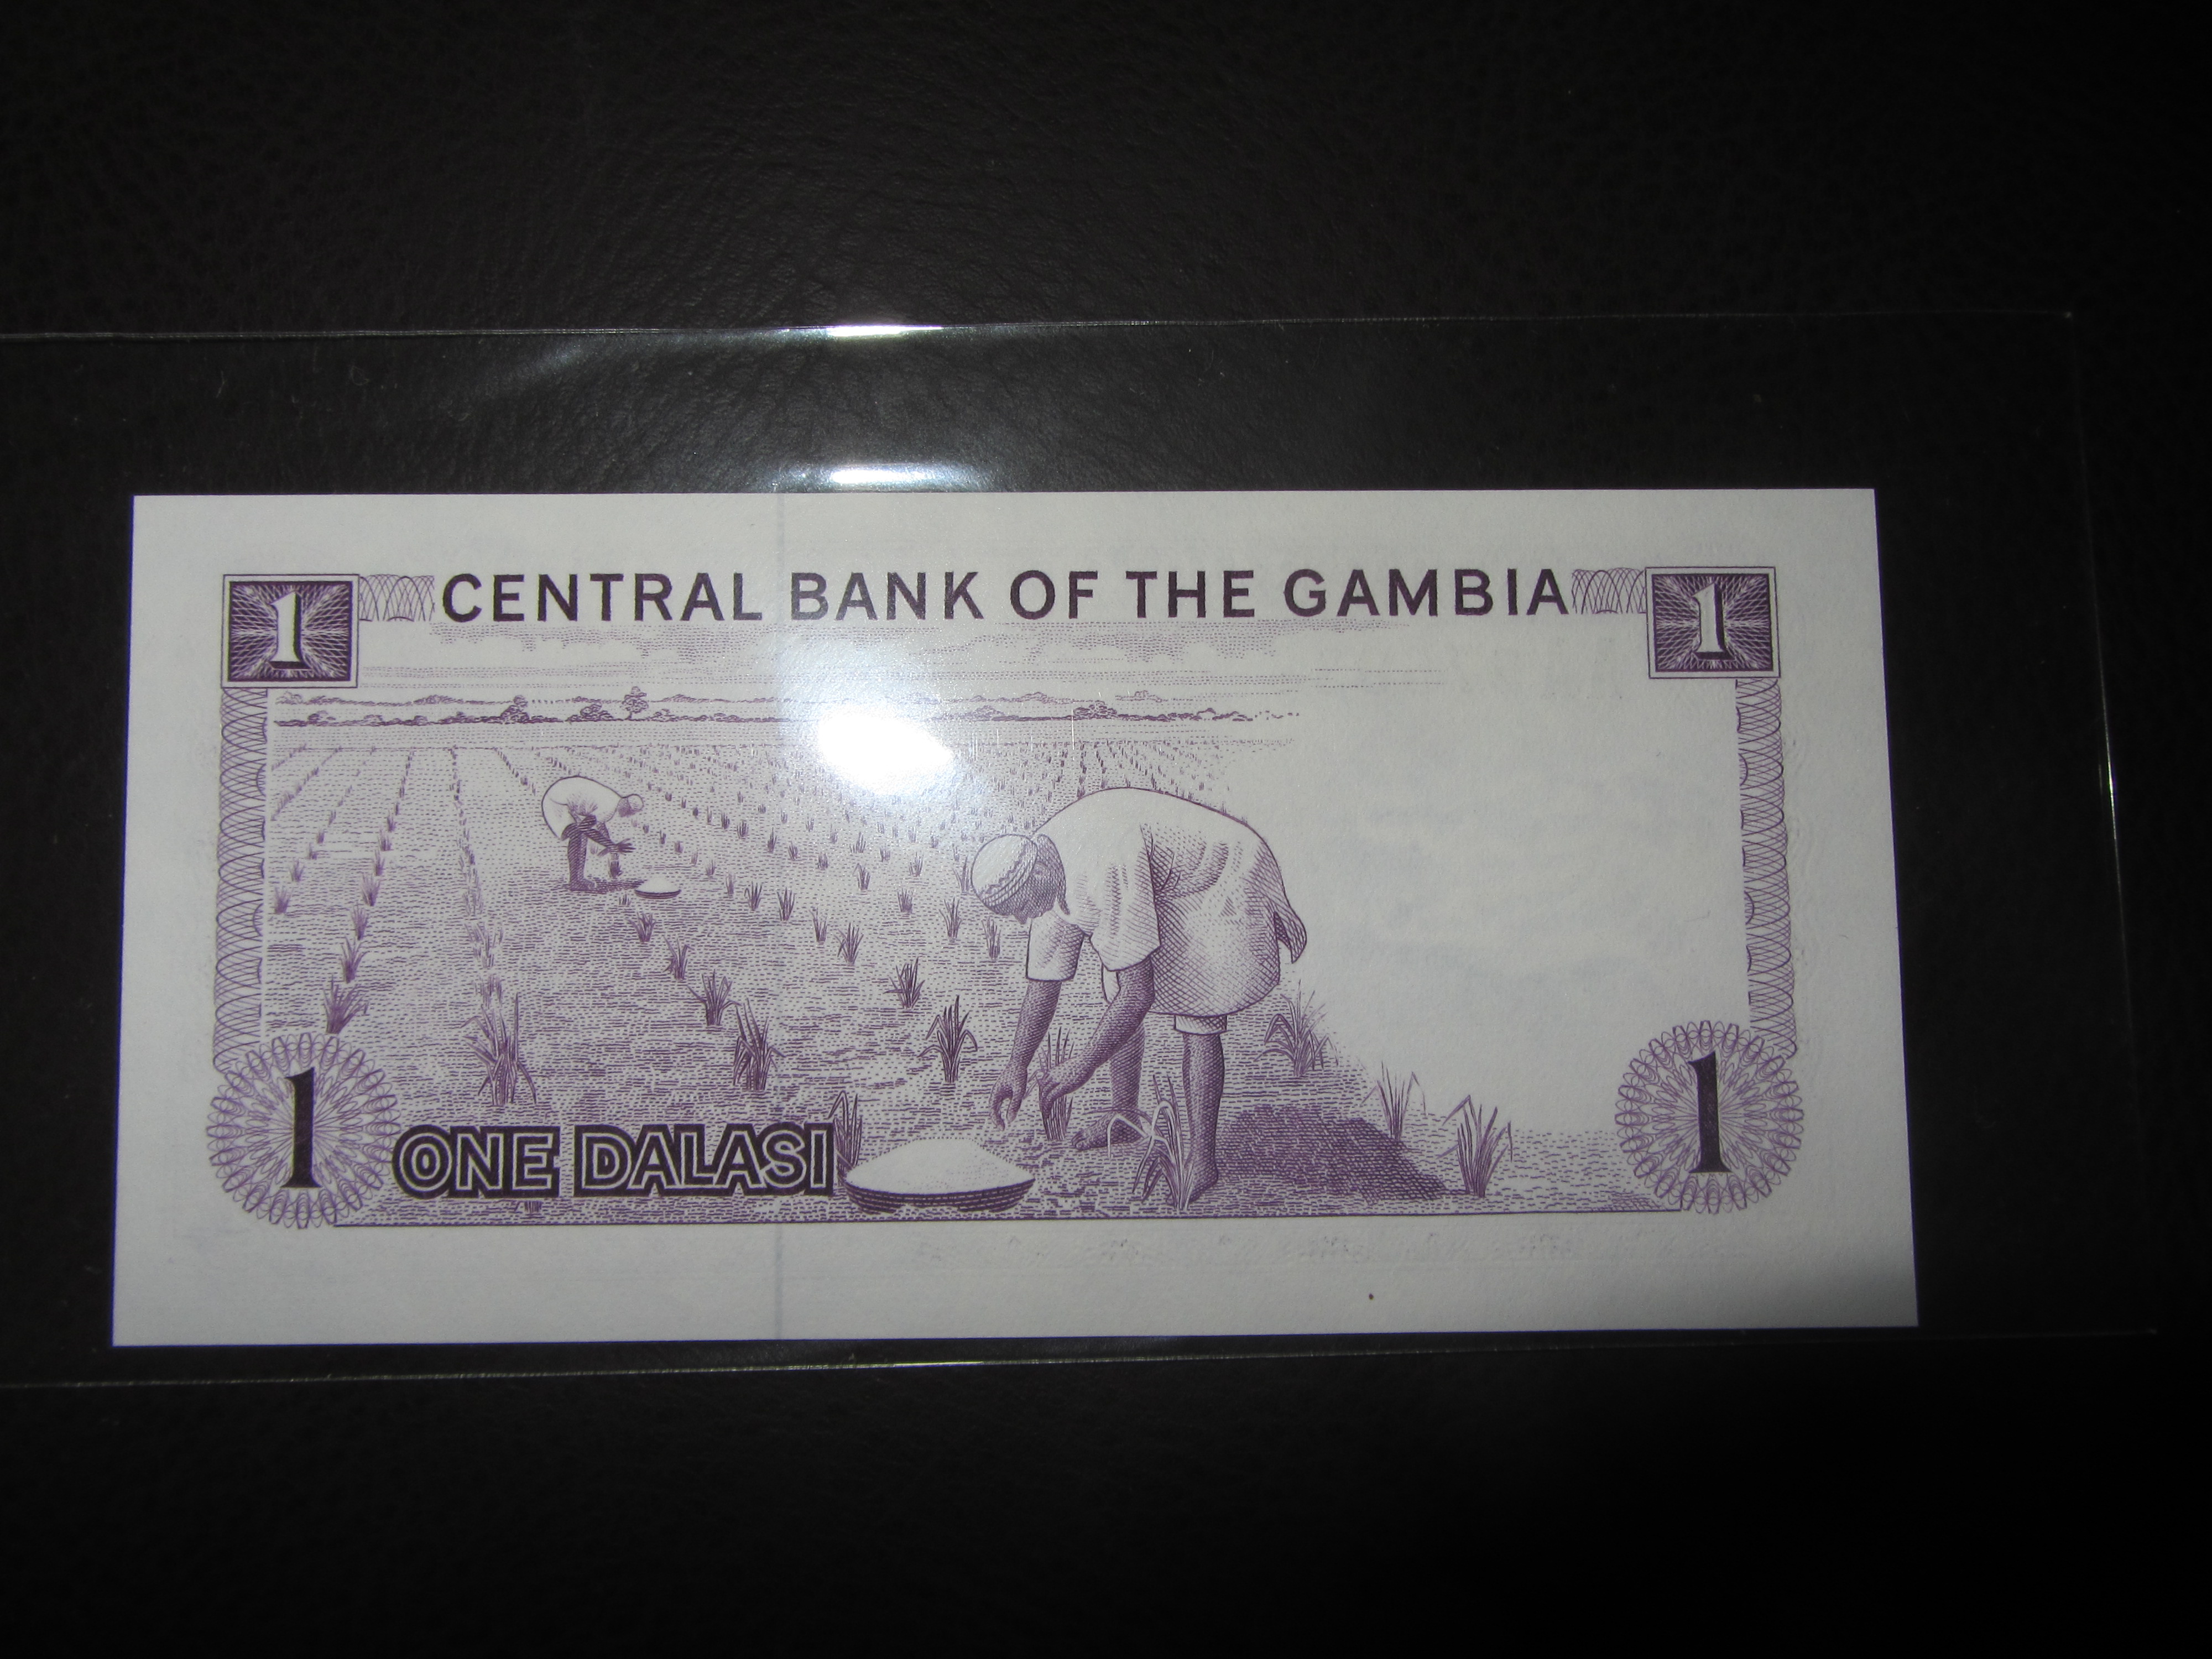 1 CENTRAL BANK OF THE GAMBIA 1
1 ONE DALASI 1